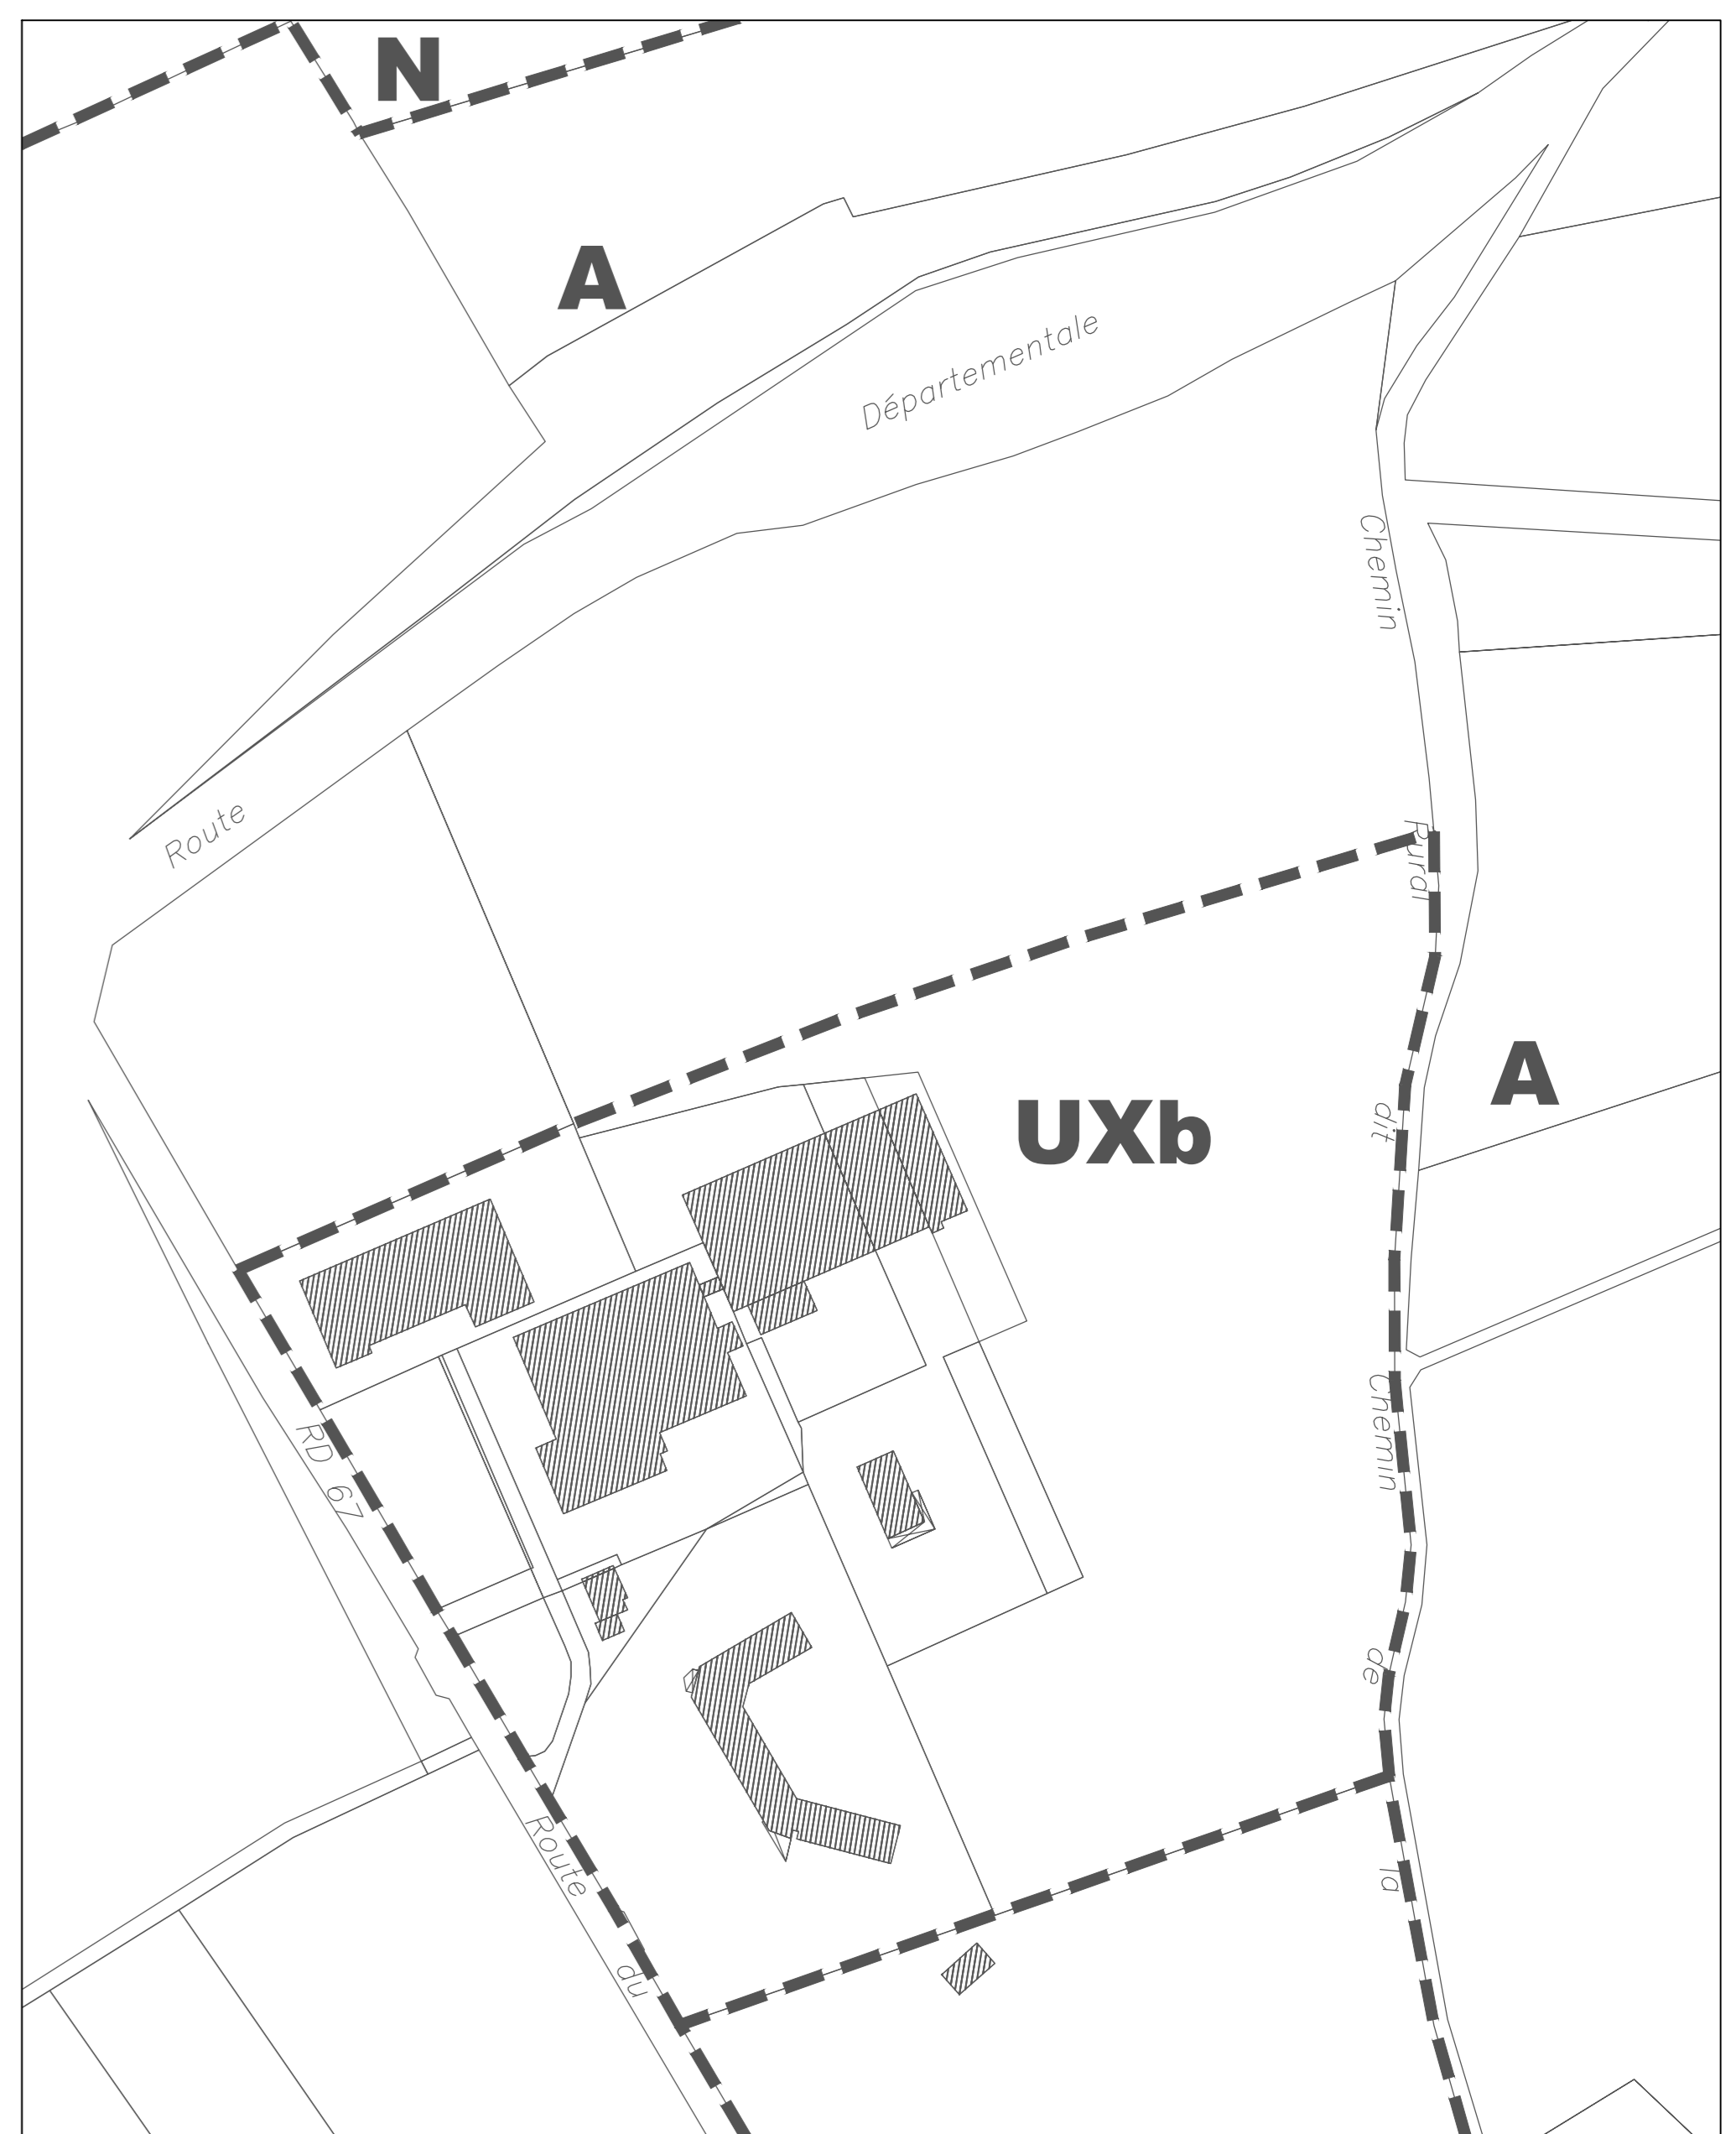 N
A
Départementale
Route
Chemin
Rural
A
dit
UXb
RD 67
Chemin
de
Route
du
la